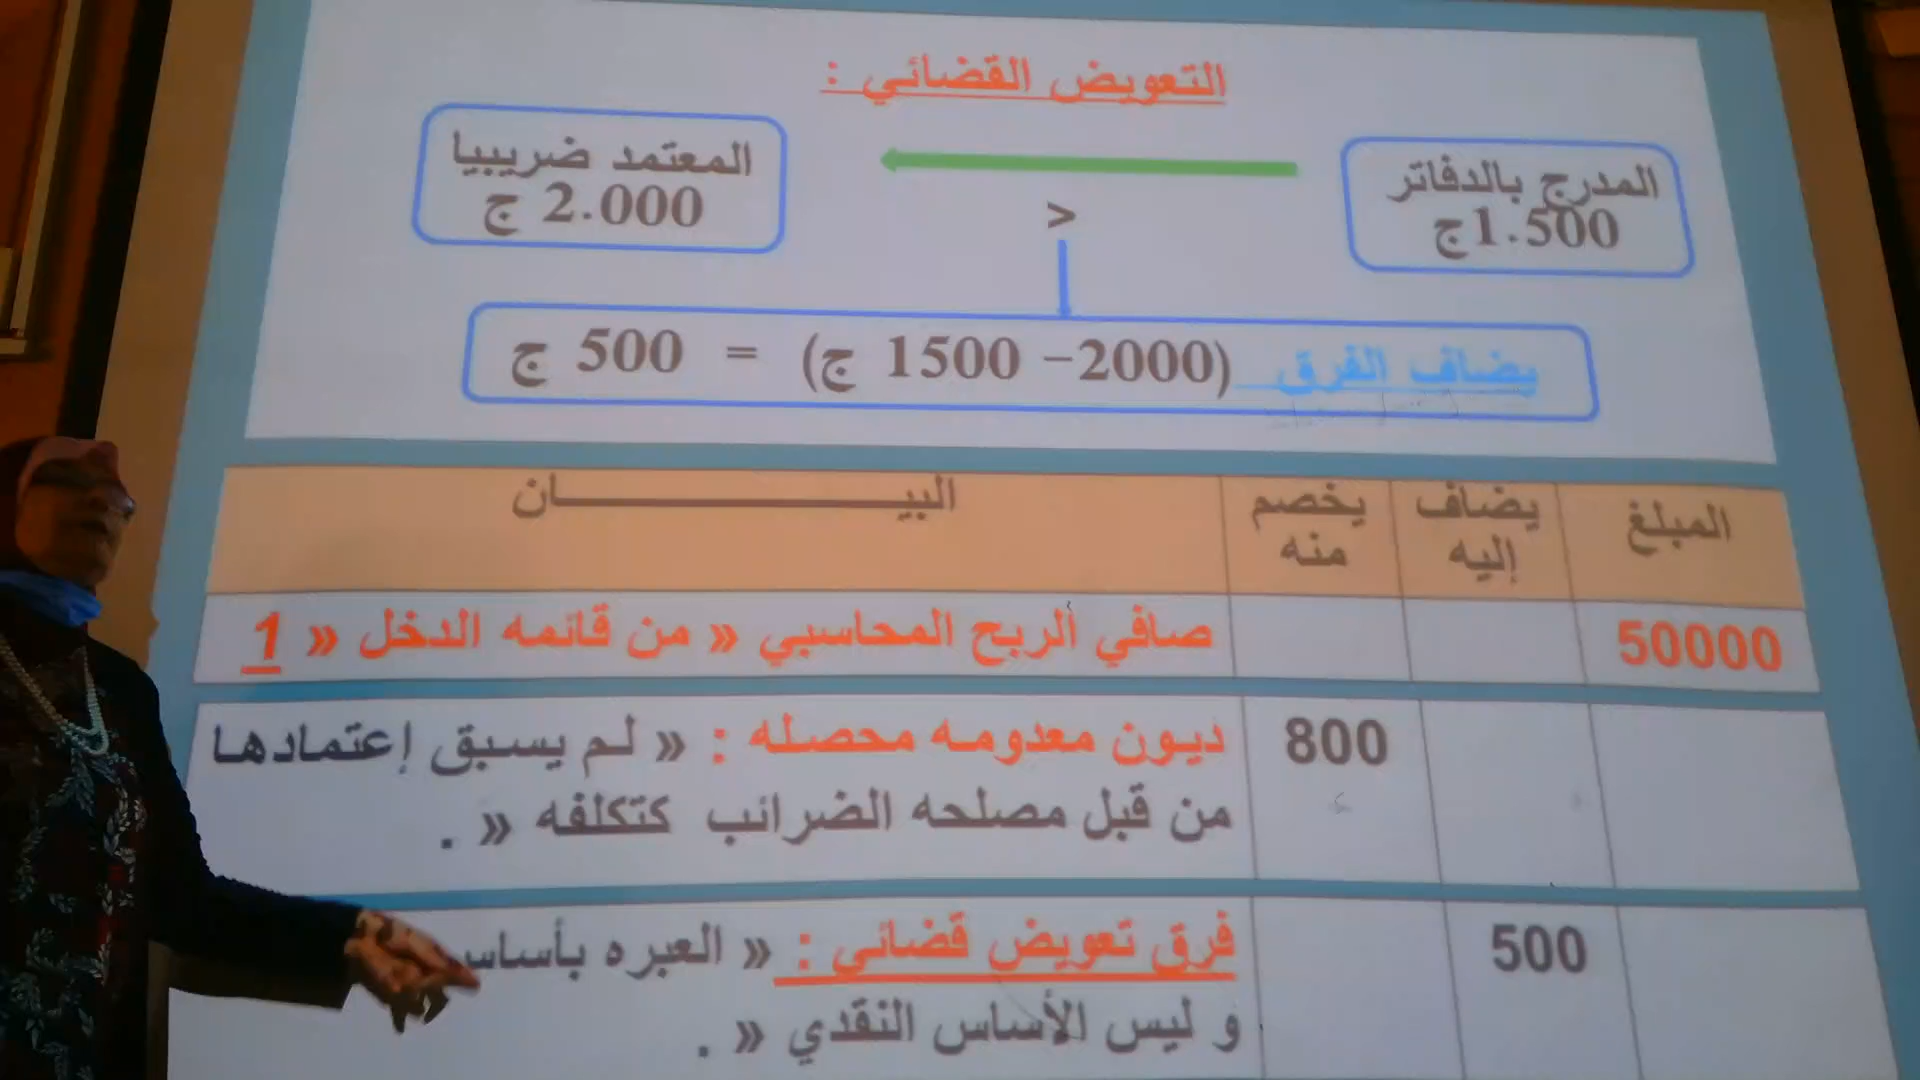 التعويض القضائي :
المدرج بالدفاتر
1.500ج
>
المعتمد ضريبيا
2.000 ج
يضاف الفرق (2000– 1500 ج) = 500 ج
المبلغ
يضاف إليه
يخصم منه
البيـــــــــــــــان
50000
صافي الربح المحاسبي « من قائمه الدخل » 1
800
ديون معدومه محصله : « لم يسبق إعتمادها
من قبل مصلحه الضرائب كتكلفه » .
500
فرق تعويض قضائي : « العبره بأساس
و ليس الأساس النقدي » .